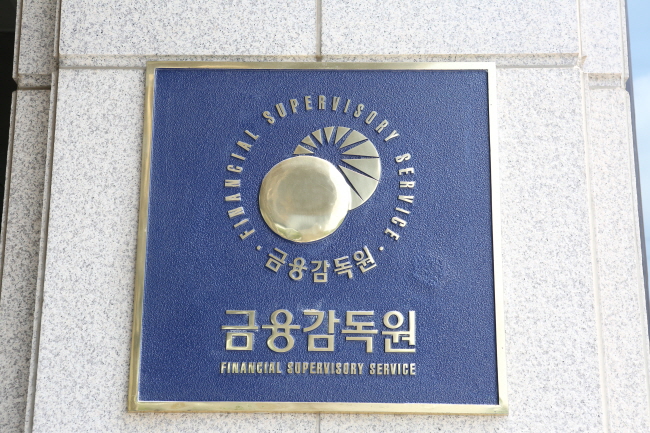 FINANCIAL SUPERVISORY SERVICE
· 금융감독원 ·
금융감독원
FINANCIAL SUPERVISORY SERVICE